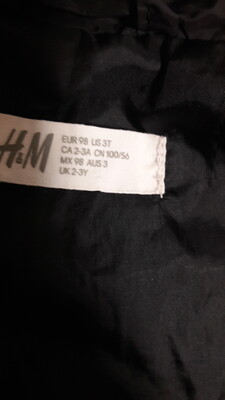 H&M
EUR 98 US 3T
CA 2-3A CN 100/56
MX 98 AUS 3
UK 2-3Y